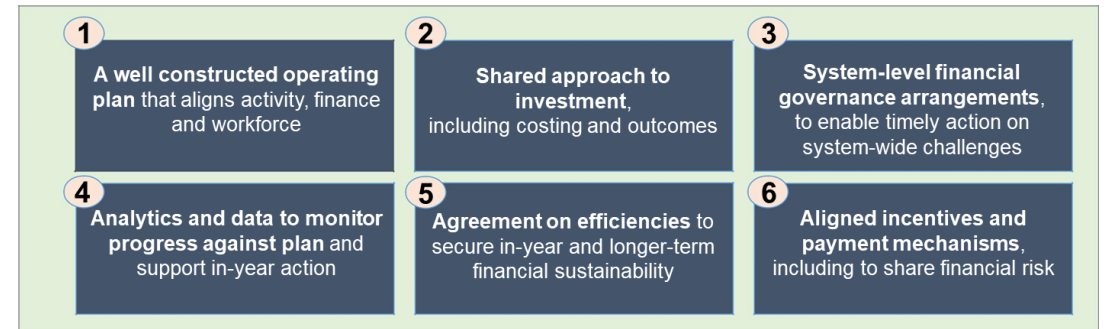 1
A well constructed operating
plan that aligns activity, finance
and workforce
2
Shared approach to
investment,
including costing and outcomes
3
System-level financial
governance arrangements,
to enable timely action on
system-wide challenges
4
Analytics and data to monitor
progress against plan and
support in-year action
5
Agreement on efficiencies to
secure in-year and longer-term
financial sustainability
6
Aligned incentives and
payment mechanisms,
including to share financial risk